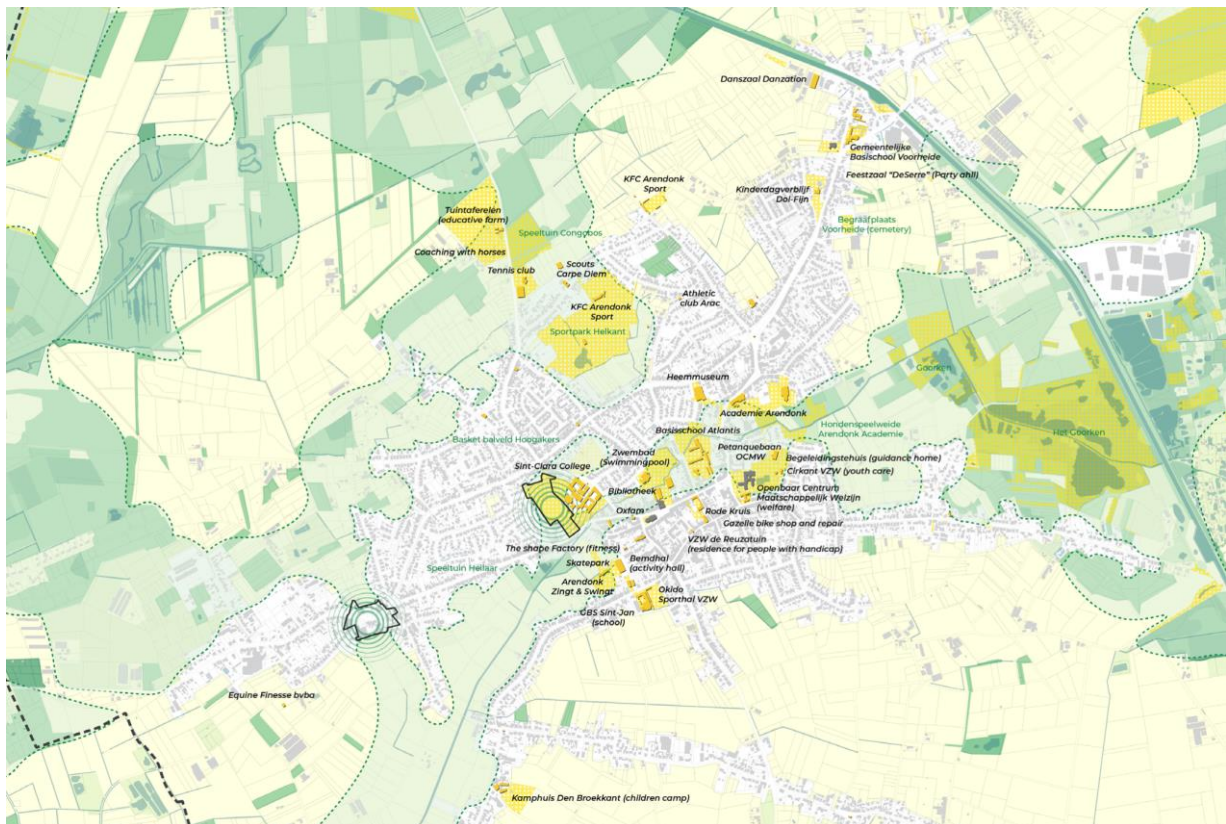 Danszaal Danzation
Gemeentelijke
Basischool Voorheide
Feestzaal "DeSerre" (Party ahll)
KFC Arendonk
Sport
Kinderdagverblijf
Dol-Fijn
Tuintaferelen
(educative farm)
Begraafplaats
Voorheide (cemetery)
Speeltuin Congobos
Coaching with horses
Tennis club
Scouts
Carpe Diem
Athletic
club Arac
KFC Arendonk
Sport
Sportpark Heikant
Heemmuseum
Goorken
Academie Arendonk
Hondenspeelweide
Arendonk Academie
Het Goorken
Basisschool Atlantis
Basket balveld Hoogakers
Petanquebaan
OCMW
Zwembad
(Swimmingpool)
Begeleidingstehuis (guidance home)
Sint-Clara College
Cirkant VZW (youth care)
Bibliotheek
Openbaar Centrum
Maatschappelijk Welzijn
(welfare)
Oxfam
Rode Kruis
Gazelle bike shop and repair
VZW de Reuzatuin
(residence for people with handicap)
The shape Factory (fitness)
Skatepark
Berndhal
(activity hall)
Speeltuin Heilaar
Arendonk
Zingt & Swingt
Okido
Sporthal VZW
GBS Sint-Jan
(school)
Equine Finesse bvba
Kamphuis Den Broekkant (children camp)